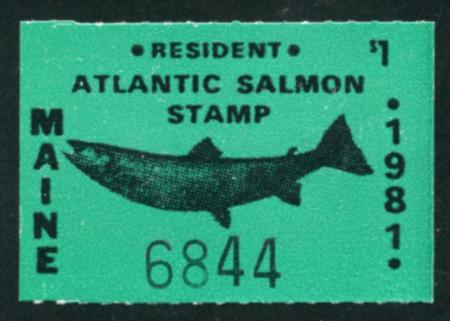 •RESIDENT•
$1
ATLANTIC SALMON
STAMP
MAINE
•1981•
6844